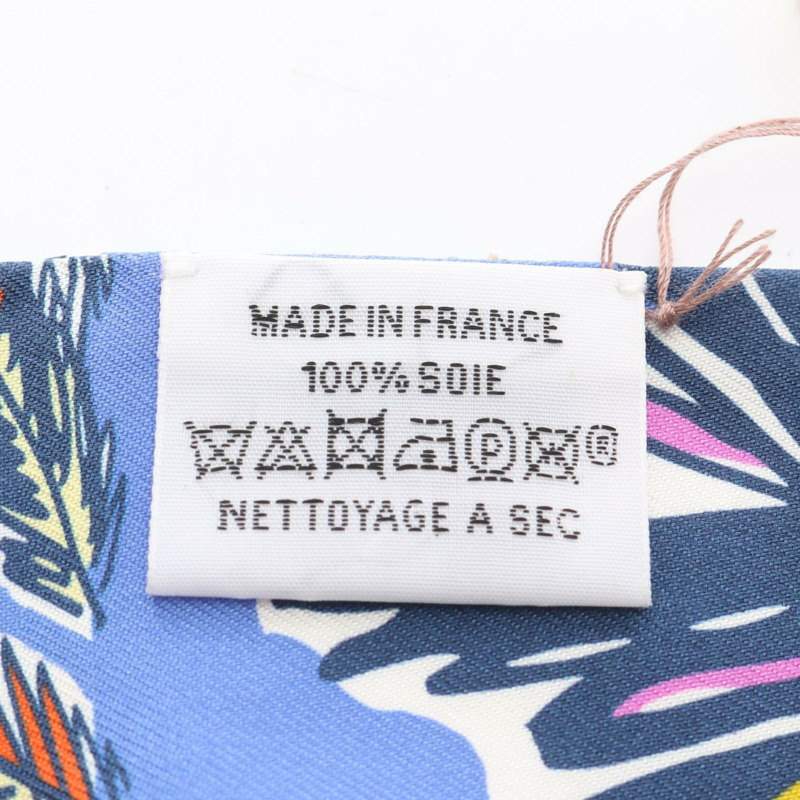 MADE IN FRANCE
100% SOIE
P ®
NETTOYAGE A SEC